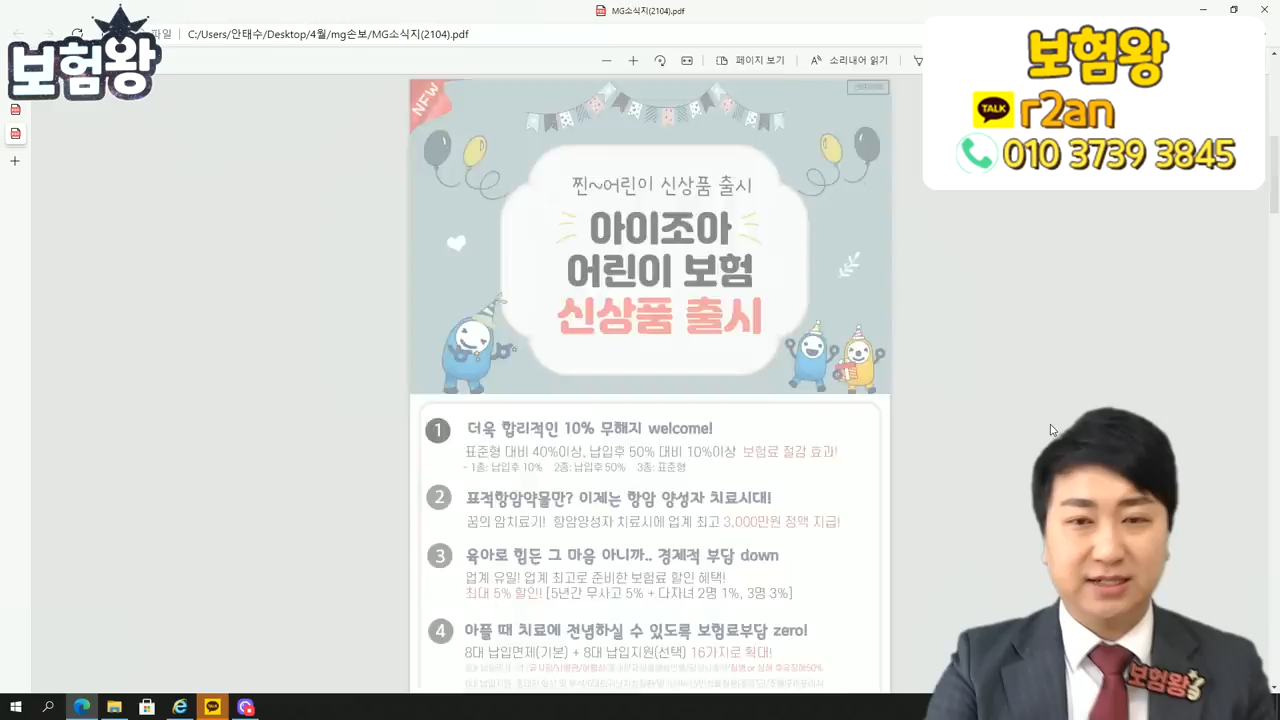 MG소식지(2104).pdf
파일 C:/Users/안태수/Desktop/4월/mg손보/MG소식지(2104).pdf
보험왕
페이지 보기
소리내어 읽기
보험왕
TALK r2an
010 3739 3845
NEW
찐~어린이 신상품 출시
아이조아
어린이 보험
신상품 출시
1 더욱 합리적인 10% 무해지 welcome!
표준형 대비 40%이상, 납입후 50% 대비 10%이상 보험료 절감 효과!
- 1종: 납입후 10% 2종: 납입후 50% 3종: 표준형
2 표적항암약물만? 이제는 항암 양성자 치료시대!
꿈의 암치료기! 항암양성자 치료시에 업계 최고 3,000만원 정액 지급!
3 육아로 힘든 그 마음 아니까.. 경제적 부담 down
업계 유일! 업계 최고로 준비한 보험료 할인 혜택!
최대 5% 할인! [5년간 무사고 5% + 다자녀 2명 1%, 3명 3%]
4 아플 때 치료에 전념하실 수 있도록 보험료부담 zero!
8대 납입면제(기본) + 8대 납입지원(선택) 16가지로 확대!
보험왕